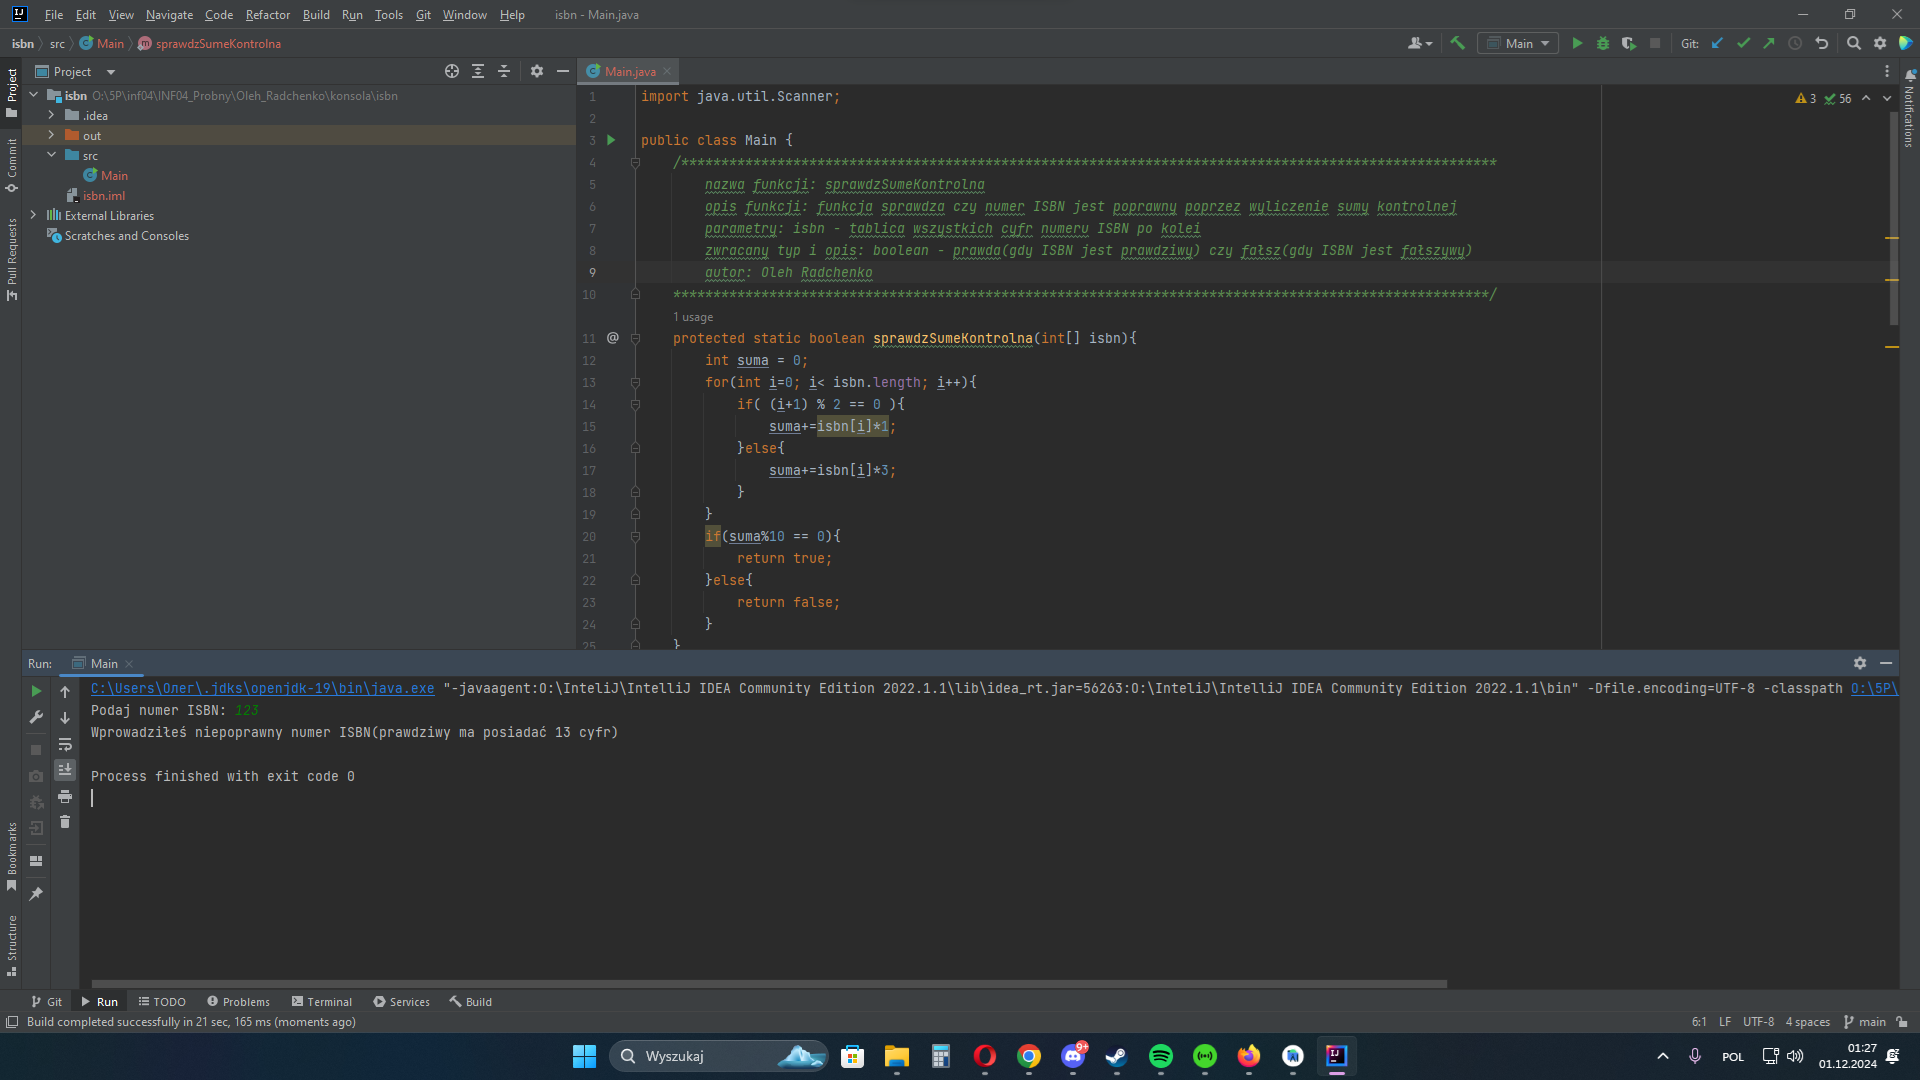 File Edit View Navigate Code Refactor Build Run Tools Git Window Help isbn - Main.java
isbn src Main sprawdzSumeKontrolna Main Git:
Project
isbn O:\5P\inf04\INF04_Probny\Oleh_Radchenko\konsola\isbn
.idea
out
src
Main
isbn.iml
External Libraries
Scratches and Consoles
Project
Commit
Pull Requests
Bookmarks
Structure
Notifications
Main.java
3 56
1 import java.util.Scanner;
2
3 public class Main {
4 /******************************************************************************************************
5 nazwa funkcji: sprawdzSumeKontrolna
6 opis funkcji: funkcja sprawdza czy numer ISBN jest poprawny poprzez wyliczenie sumy kontrolnej
7 parametry: isbn - tablica wszystkich cyfr numeru ISBN po kolei
8 zwracany typ i opis: boolean - prawda(gdy ISBN jest prawdziwy) czy fałsz(gdy ISBN jest fałszywy)
9 autor: Oleh Radchenko
10 ******************************************************************************************************/
1 usage
11 @ protected static boolean sprawdzSumeKontrolna(int[] isbn){
12 int suma = 0;
13 for(int i=0; i< isbn.length; i++){
14 if( (i+1) % 2 == 0 ){
15 suma+=isbn[i]*1;
16 }else{
17 suma+=isbn[i]*3;
18 }
19 }
20 if(suma%10 == 0){
21 return true;
22 }else{
23 return false;
24 }
25 }
Run: Main
C:\Users\Олег\.jdks\openjdk-19\bin\java.exe "-javaagent:O:\InteliJ\IntelliJ IDEA Community Edition 2022.1.1\lib\idea_rt.jar=56263:O:\InteliJ\IntelliJ IDEA Community Edition 2022.1.1\bin" -Dfile.encoding=UTF-8 -classpath O:\5P\
Podaj numer ISBN: 123
Wprowadziłeś niepoprawny numer ISBN(prawdziwy ma posiadać 13 cyfr)
Process finished with exit code 0
Git Run TODO Problems Terminal Services Build
Build completed successfully in 21 sec, 165 ms (moments ago) 6:1 LF UTF-8 4 spaces main
Wyszukaj 9+ POL 01:27
01.12.2024